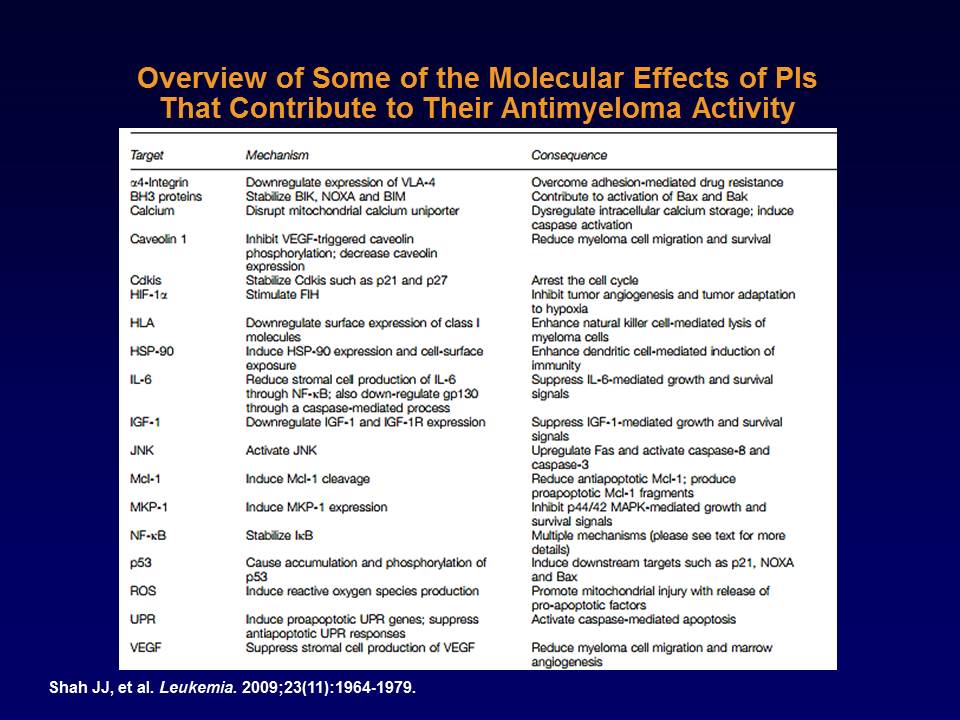 Overview of Some of the Molecular Effects of PIs
That Contribute to Their Antimyeloma Activity
Target Mechanism Consequence
α4-Integrin Downregulate expression of VLA-4 Overcome adhesion-mediated drug resistance
BH3 proteins Stabilize BIK, NOXA and BIM Contribute to activation of Bax and Bak
Calcium Disrupt mitochondrial calcium uniporter Dysregulate intracellular calcium storage; induce
caspase activation
Caveolin 1 Inhibit VEGF-triggered caveolin Reduce myeloma cell migration and survival
phosphorylation; decrease caveolin
expression
Cdkis Stabilize Cdkis such as p21 and p27 Arrest the cell cycle
HIF-1α Stimulate FIH Inhibit tumor angiogenesis and tumor adaptation
to hypoxia
HLA Downregulate surface expression of class I Enhance natural killer cell-mediated lysis of
molecules myeloma cells
HSP-90 Induce HSP-90 expression and cell-surface Enhance dendritic cell-mediated induction of
exposure immunity
IL-6 Reduce stromal cell production of IL-6 Suppress IL-6-mediated growth and survival
through NF-κB; also down-regulate gp130 signals
through a caspase-mediated process
IGF-1 Downregulate IGF-1 and IGF-1R expression Suppress IGF-1-mediated growth and survival
signals
JNK Activate JNK Upregulate Fas and activate caspase-8 and
caspase-3
Mcl-1 Induce Mcl-1 cleavage Reduce antiapoptotic Mcl-1; produce
proapoptotic Mcl-1 fragments
MKP-1 Induce MKP-1 expression Inhibit p44/42 MAPK-mediated growth and
survival signals
NF-κB Stabilize IκB Multiple mechanisms (please see text for more
details)
p53 Cause accumulation and phosphorylation of Induce downstream targets such as p21, NOXA
p53 and Bax
ROS Induce reactive oxygen species production Promote mitochondrial injury with release of
pro-apoptotic factors
UPR Induce proapoptotic UPR genes; suppress Activate caspase-mediated apoptosis
antiapoptotic UPR responses
VEGF Suppress stromal cell production of VEGF Reduce myeloma cell migration and marrow
angiogenesis
Shah JJ, et al. Leukemia. 2009;23(11):1964-1979.